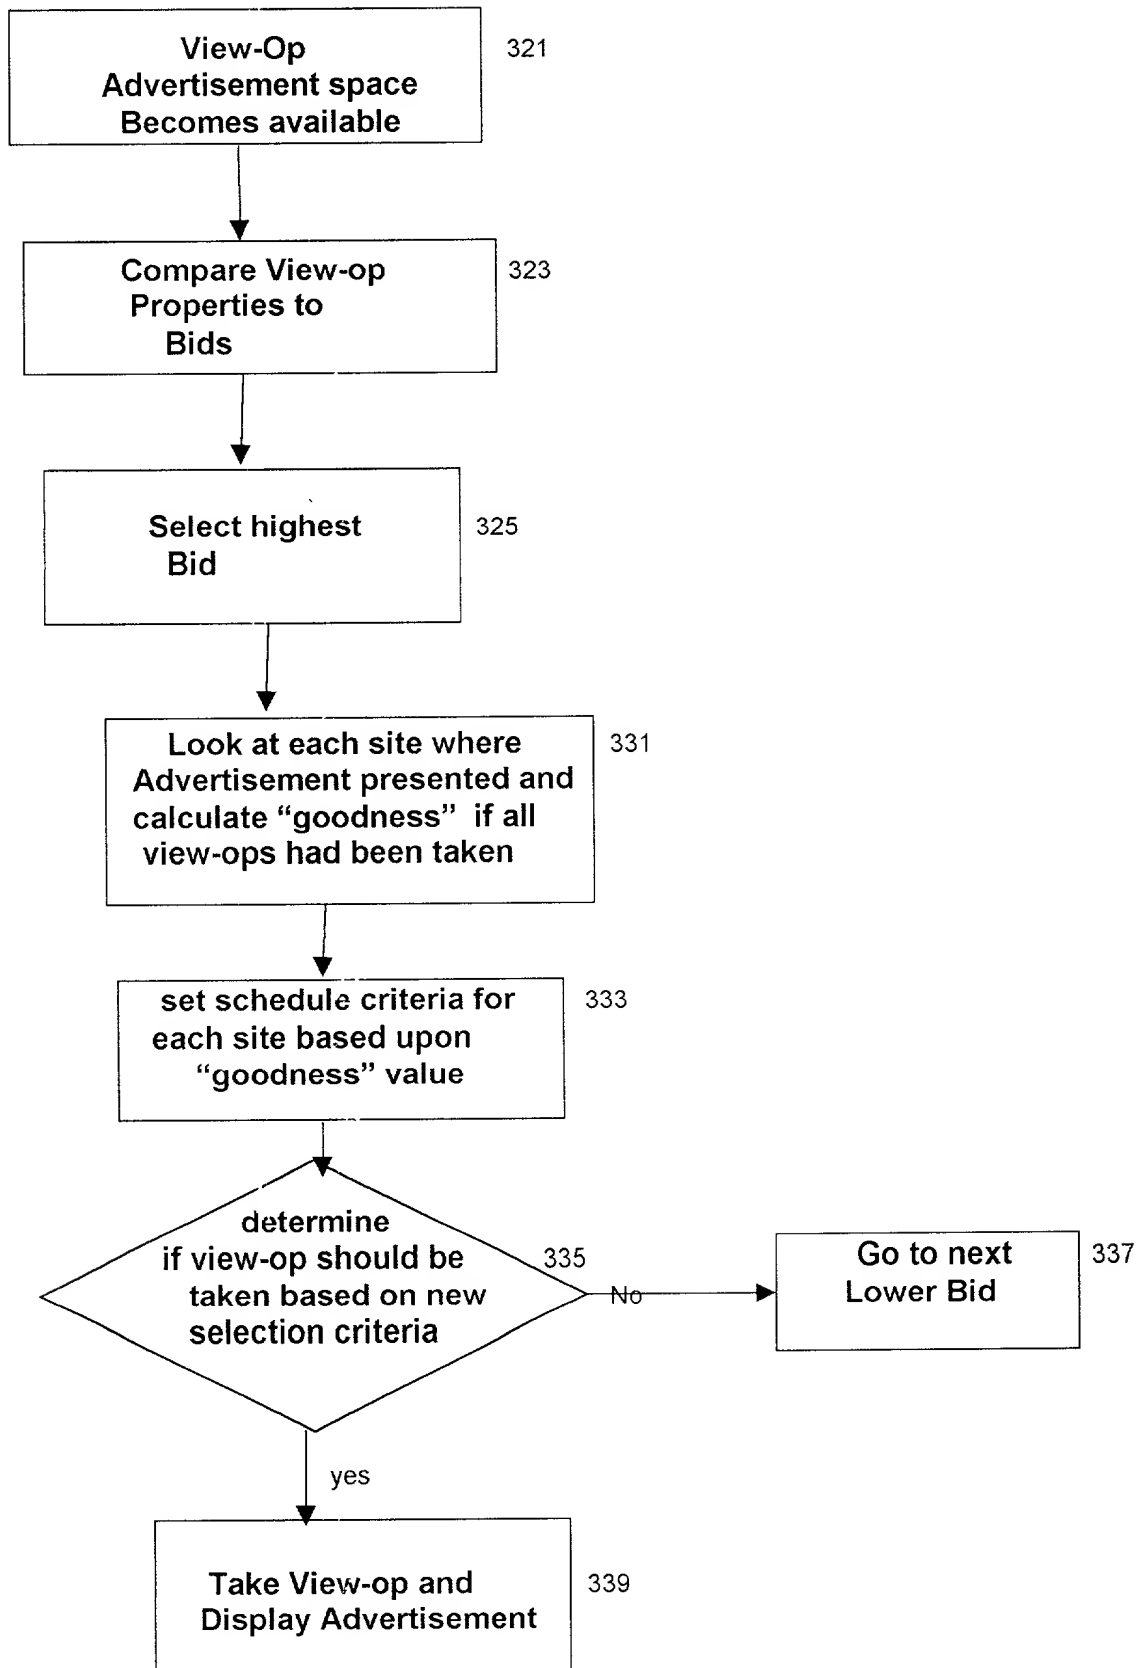 View-Op
Advertisement space
Becomes available
321
Compare View-op
Properties to
Bids
323
Select highest
Bid
325
Look at each site where
Advertisement presented and
calculate “goodness” if all
view-ops had been taken
331
set schedule criteria for
each site based upon
“goodness” value
333
determine
if view-op should be
taken based on new
selection criteria
335
No
Go to next
Lower Bid
337
yes
Take View-op and
Display Advertisement
339